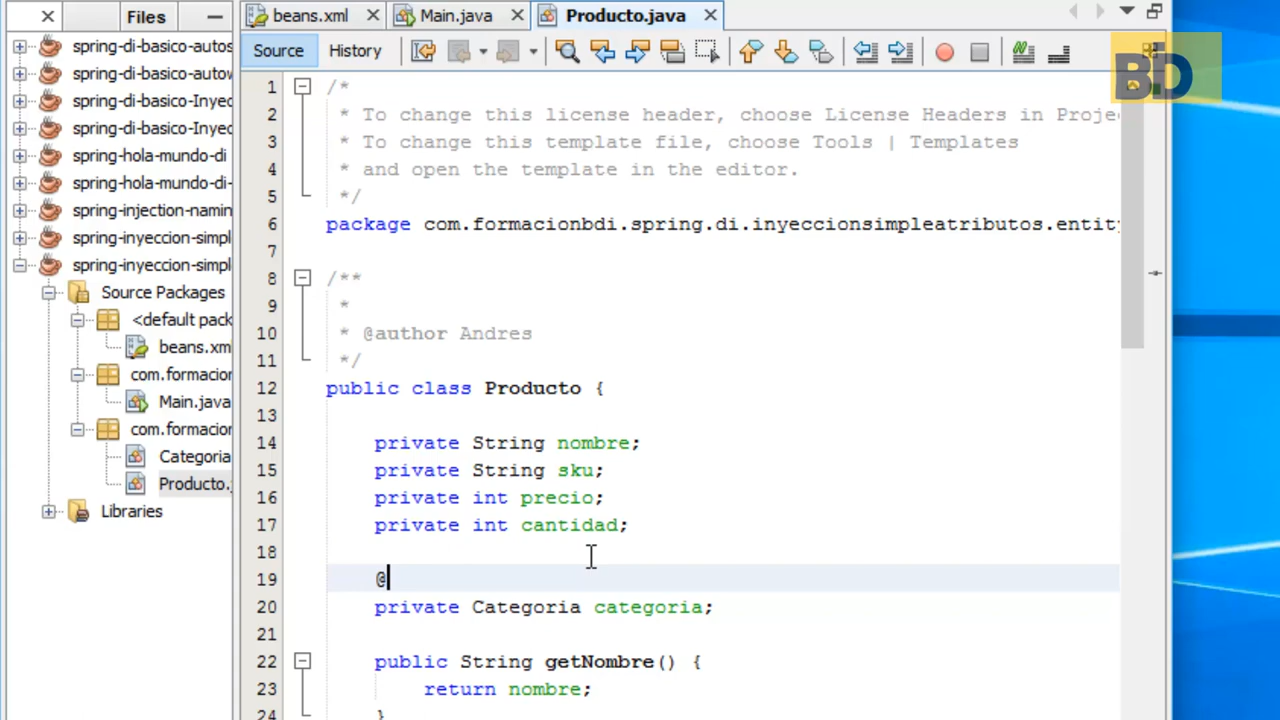 Files
beans.xml
Main.java
Producto.java
Source
History
spring-di-basico-autos
spring-di-basico-autow
spring-di-basico-Inyec
spring-di-basico-Inyec
spring-hola-mundo-di
spring-hola-mundo-di-
spring-injection-namin
spring-inyeccion-simpl
spring-inyeccion-simpl
Source Packages
<default pack
beans.xml
com.formacion
Main.java
com.formacion
Categoria
Producto.j
Libraries
BD
1 /*
2 * To change this license header, choose License Headers in Proje
3 * To change this template file, choose Tools | Templates
4 * and open the template in the editor.
5 */
6 package com.formacionbdi.spring.di.inyeccionsimpleatributos.entity
7
8 /**
9 *
10 * @author Andres
11 */
12 public class Producto {
13
14 private String nombre;
15 private String sku;
16 private int precio;
17 private int cantidad;
18
19 @
20 private Categoria categoria;
21
22 public String getNombre() {
23 return nombre;
24 }